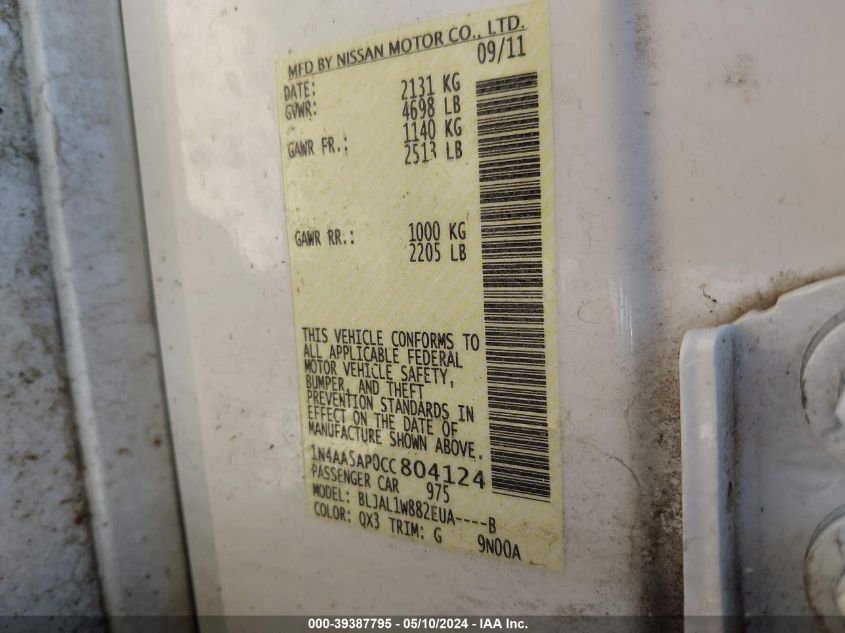 MFD BY NISSAN MOTOR CO., LTD.
DATE: 09/11
GVWR: 2131 KG
4698 LB
GAWR FR.: 1140 KG
2513 LB
GAWR RR.: 1000 KG
2205 LB
THIS VEHICLE CONFORMS TO
ALL APPLICABLE FEDERAL
MOTOR VEHICLE SAFETY,
BUMPER, AND THEFT
PREVENTION STANDARDS IN
EFFECT ON THE DATE OF
MANUFACTURE SHOWN ABOVE.
1N4AA5AP0CC804124
PASSENGER CAR 975
MODEL: BLJAL1W882EUA----B
COLOR: QX3 TRIM: G 9N00A
000-39387795 - 05/10/2024 - IAA Inc.